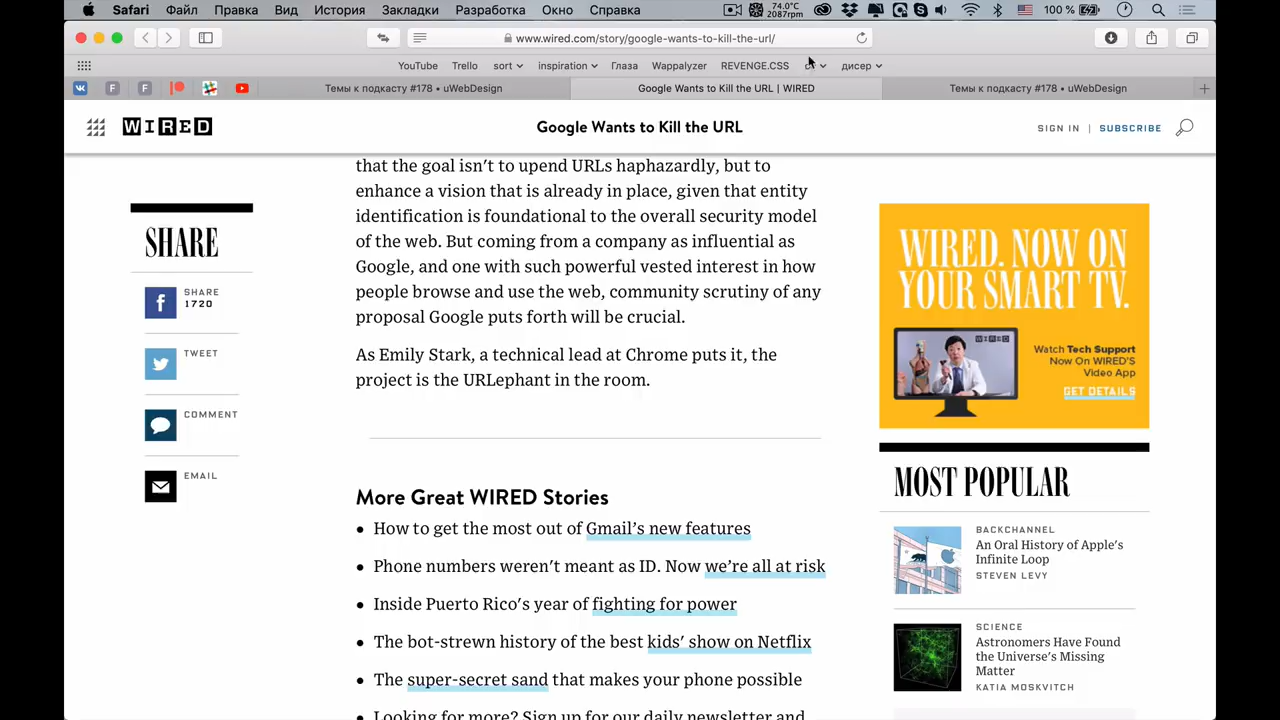 Safari Файл Правка Вид История Закладки Разработка Окно Справка 74.0°C 2087rpm 100 %
www.wired.com/story/google-wants-to-kill-the-url/
YouTube Trello sort inspiration Глаза Wappalyzer REVENGE.CSS дисер
Темы к подкасту #178 • uWebDesign Google Wants to Kill the URL | WIRED Темы к подкасту #178 • uWebDesign
WIRED Google Wants to Kill the URL SIGN IN | SUBSCRIBE
that the goal isn't to upend URLs haphazardly, but to
enhance a vision that is already in place, given that entity
identification is foundational to the overall security model
of the web. But coming from a company as influential as
Google, and one with such powerful vested interest in how
people browse and use the web, community scrutiny of any
proposal Google puts forth will be crucial.
As Emily Stark, a technical lead at Chrome puts it, the
project is the URLephant in the room.
More Great WIRED Stories
• How to get the most out of Gmail's new features
• Phone numbers weren't meant as ID. Now we're all at risk
• Inside Puerto Rico's year of fighting for power
• The bot-strewn history of the best kids' show on Netflix
• The super-secret sand that makes your phone possible
• Looking for more? Sign up for our daily newsletter and
SHARE
SHARE
1720
TWEET
COMMENT
EMAIL
WIRED. NOW ON
YOUR SMART TV.
WIRED
Watch Tech Support
Now On WIRED'S
Video App
GET DETAILS
MOST POPULAR
BACKCHANNEL
An Oral History of Apple's
Infinite Loop
STEVEN LEVY
SCIENCE
Astronomers Have Found
the Universe's Missing
Matter
KATIA MOSKVITCH